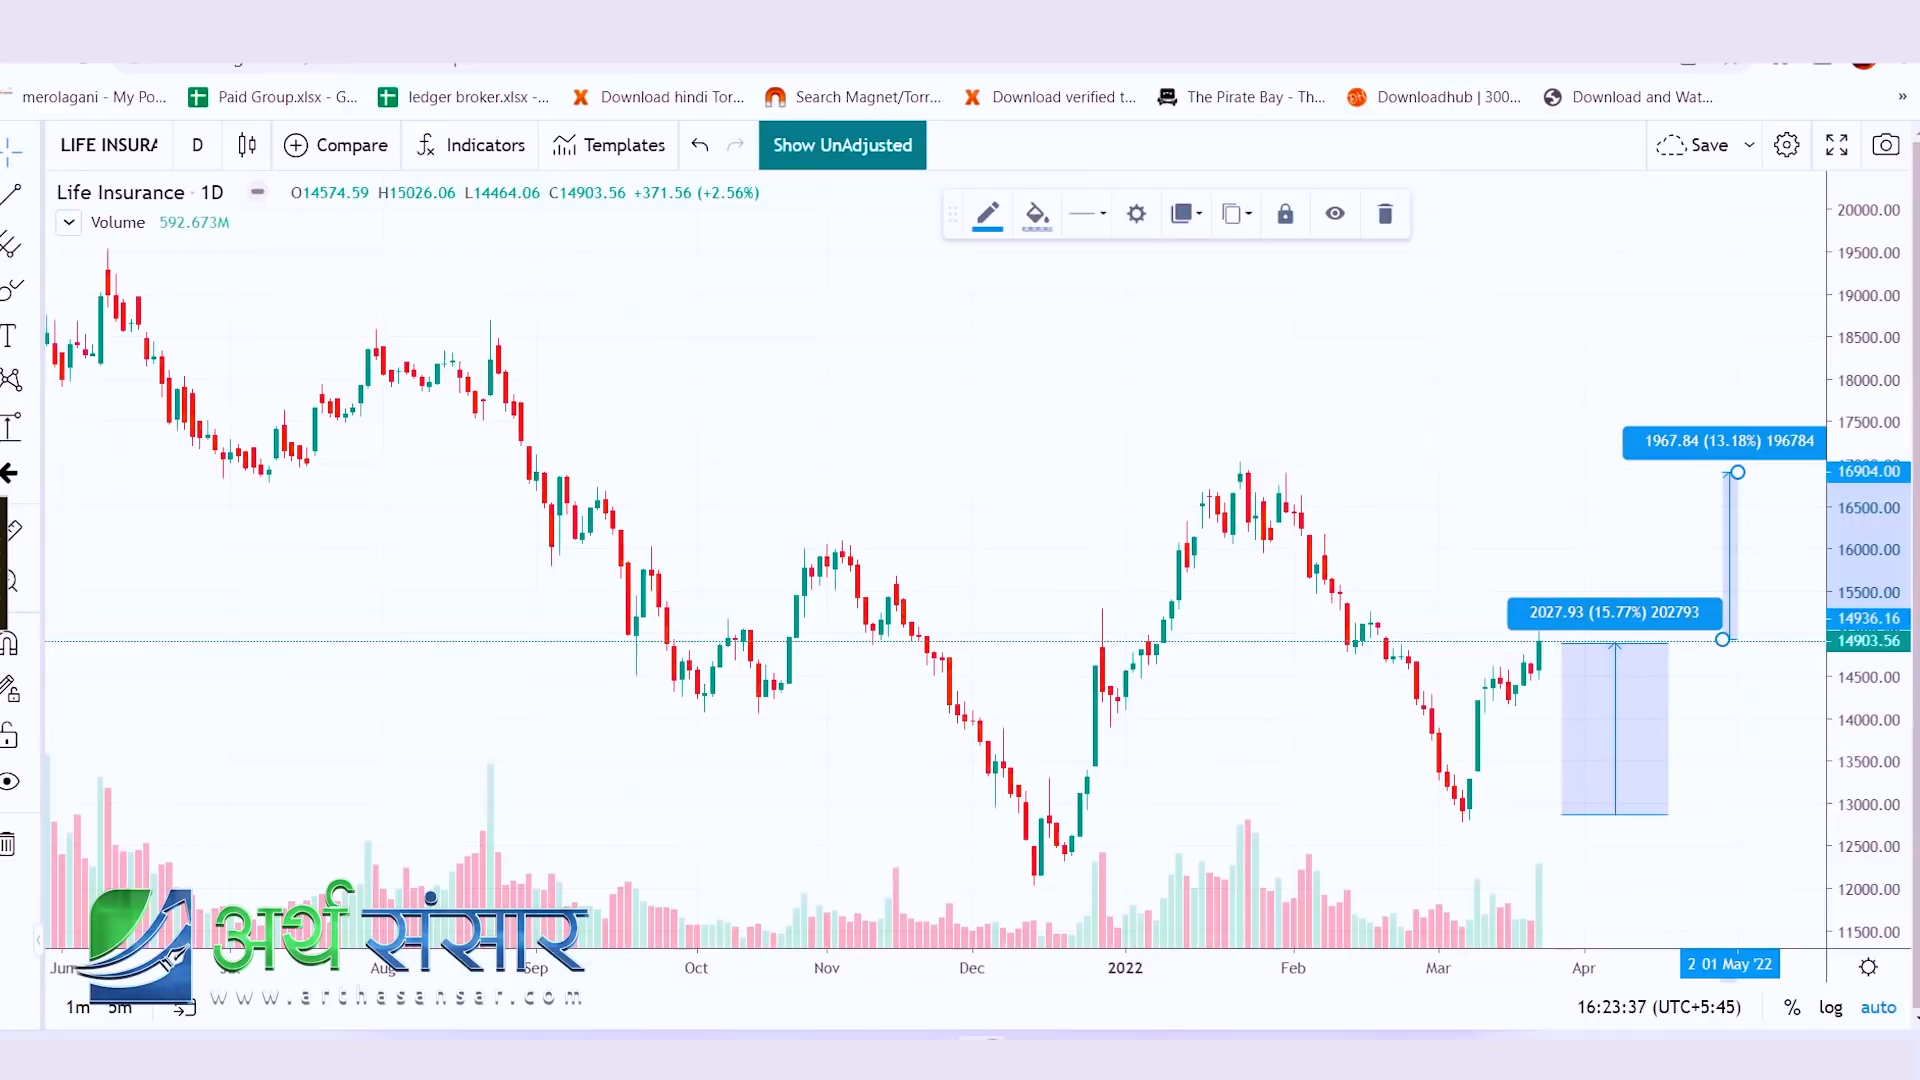 merolagani - My Po... Paid Group.xlsx - G... ledger broker.xlsx -... Download hindi Tor... Search Magnet/Torr... Download verified t... The Pirate Bay - Th... Downloadhub | 300... Download and Wat... »
LIFE INSURA D Compare Indicators Templates Show UnAdjusted Save
Life Insurance · 1D O14574.59 H15026.06 L14464.06 C14903.56 +371.56 (+2.56%)
Volume 592.673M
20000.00
19500.00
19000.00
18500.00
18000.00
17500.00
1967.84 (13.18%) 196784
16904.00
16500.00
16000.00
15500.00
2027.93 (15.77%) 202793
14936.16
14903.56
14500.00
14000.00
13500.00
13000.00
12500.00
12000.00
11500.00
अर्थ संसार
www.arthasansar.com
Jun Aug Sep Oct Nov Dec 2022 Feb Mar Apr 2 01 May '22
1m 5m 16:23:37 (UTC+5:45) % log auto